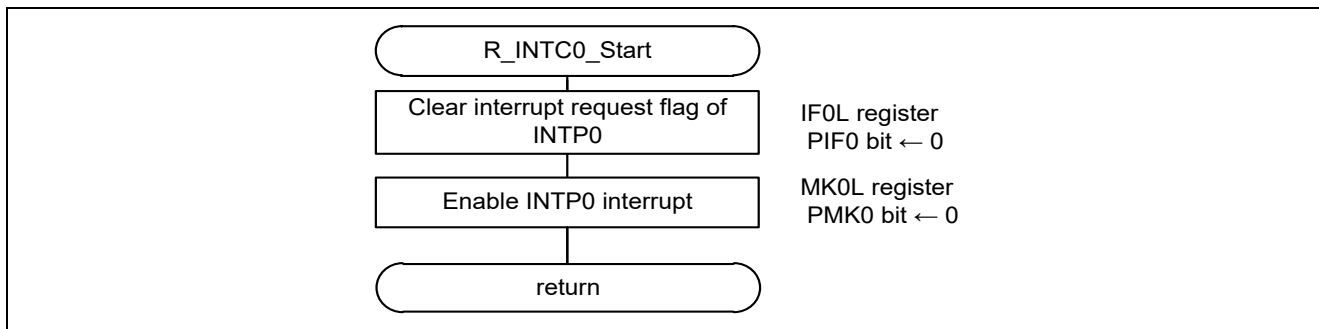 R_INTC0_Start
Clear interrupt request flag of
INTP0
IF0L register
PIF0 bit ← 0
Enable INTP0 interrupt
MK0L register
PMK0 bit ← 0
return